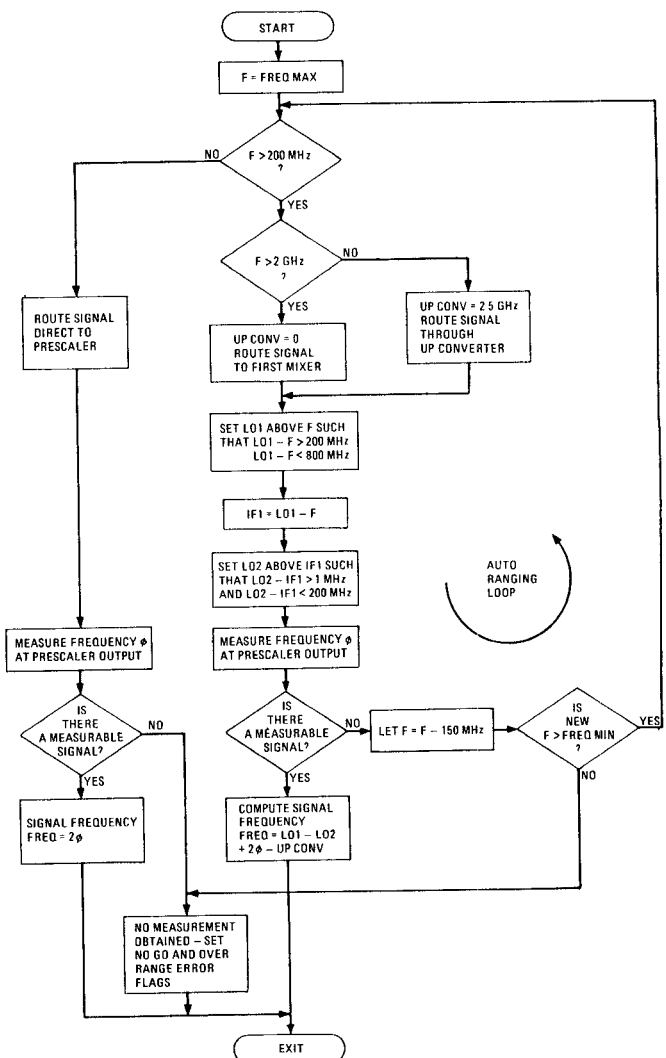 START
F = FREQ MAX
F > 200 MHz
?
NO
YES
F > 2 GHz
?
NO
YES
ROUTE SIGNAL
DIRECT TO
PRESCALER
UP CONV = 0
ROUTE SIGNAL
TO FIRST MIXER
UP CONV = 2.5 GHz
ROUTE SIGNAL
THROUGH
UP CONVERTER
SET LO1 ABOVE F SUCH
THAT LO1 – F > 200 MHz
LO1 – F < 800 MHz
IF1 = LO1 – F
SET LO2 ABOVE IF1 SUCH
THAT LO2 – IF1 > 1 MHz
AND LO2 – IF1 < 200 MHz
AUTO
RANGING
LOOP
MEASURE FREQUENCY ø
AT PRESCALER OUTPUT
MEASURE FREQUENCY ø
AT PRESCALER OUTPUT
IS
THERE
A MEASURABLE
SIGNAL?
NO
YES
IS
THERE
A MEASURABLE
SIGNAL?
NO
YES
LET F = F – 150 MHz
IS
NEW
F > FREQ MIN
?
YES
NO
SIGNAL FREQUENCY
FREQ = 2ø
COMPUTE SIGNAL
FREQUENCY
FREQ = LO1 – LO2
+ 2ø – UP CONV
NO MEASUREMENT
OBTAINED – SET
NO GO AND OVER
RANGE ERROR
FLAGS
EXIT